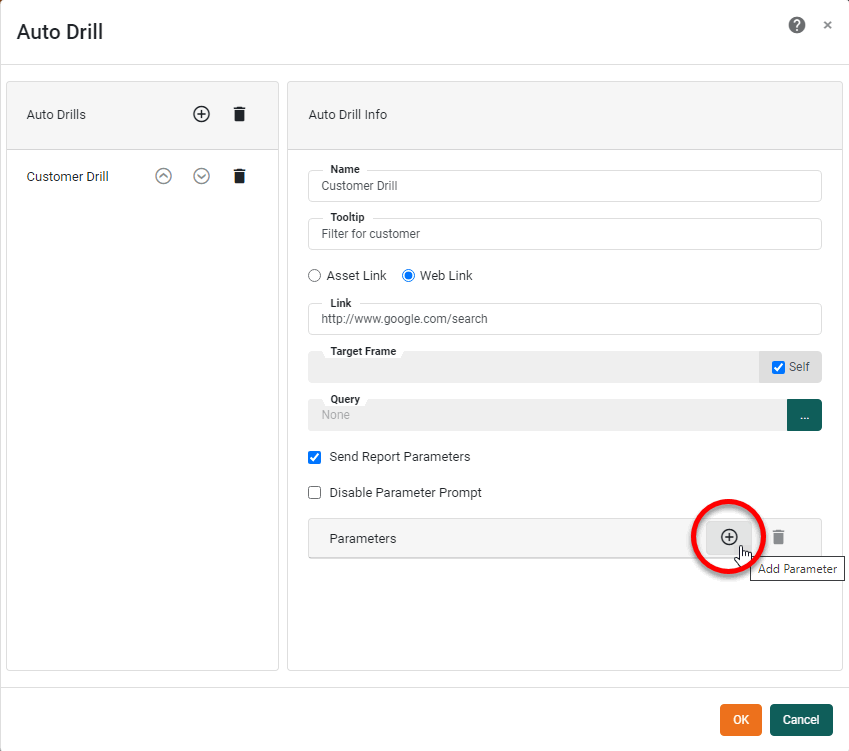 Auto Drill
Auto Drills
Customer Drill
Auto Drill Info
Name
Customer Drill
Tooltip
Filter for customer
Asset Link
Web Link
Link
http://www.google.com/search
Target Frame
Self
Query
None
...
Send Report Parameters
Disable Parameter Prompt
Parameters
Add Parameter
OK
Cancel